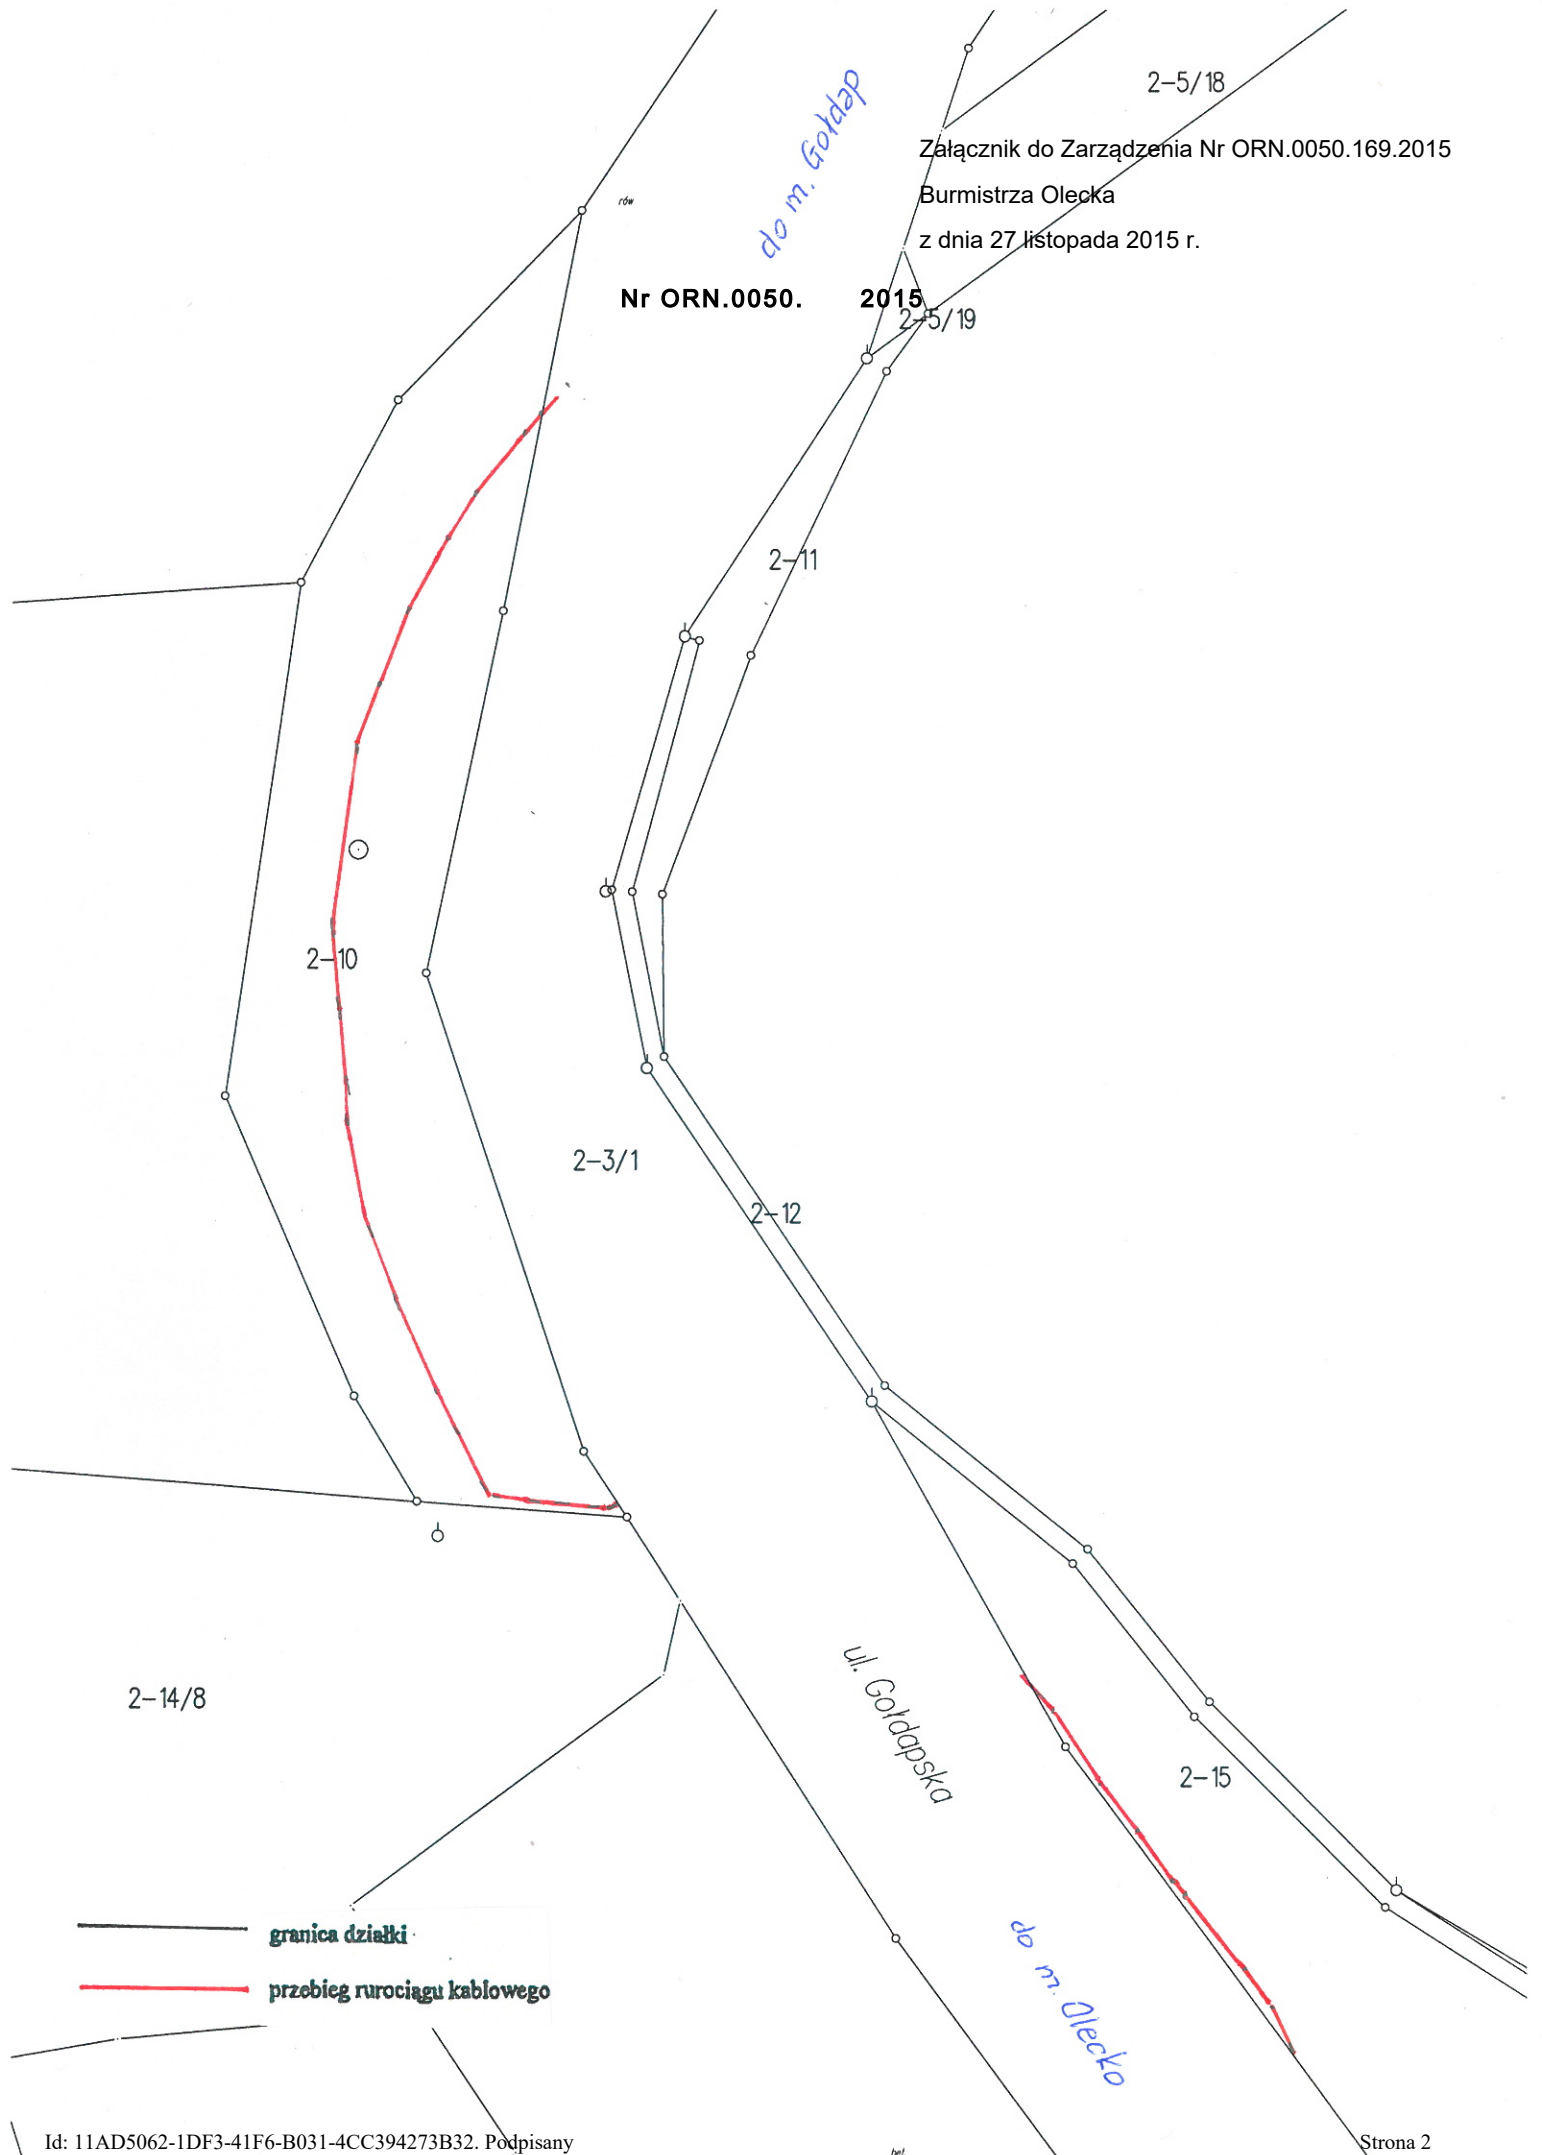 2-5/18
do m. Gołdap
Załącznik do Zarządzenia Nr ORN.0050.169.2015
Burmistrza Olecka
z dnia 27 listopada 2015 r.
rów
Nr ORN.0050. 2015
2-5/19
2-11
2-10
2-3/1
2-12
ul. Gołdapska
2-14/8
2-15
granica działki
przebieg rurociągu kablowego
do m. Olecko
Id: 11AD5062-1DF3-41F6-B031-4CC394273B32. Podpisany
bet.
Strona 2